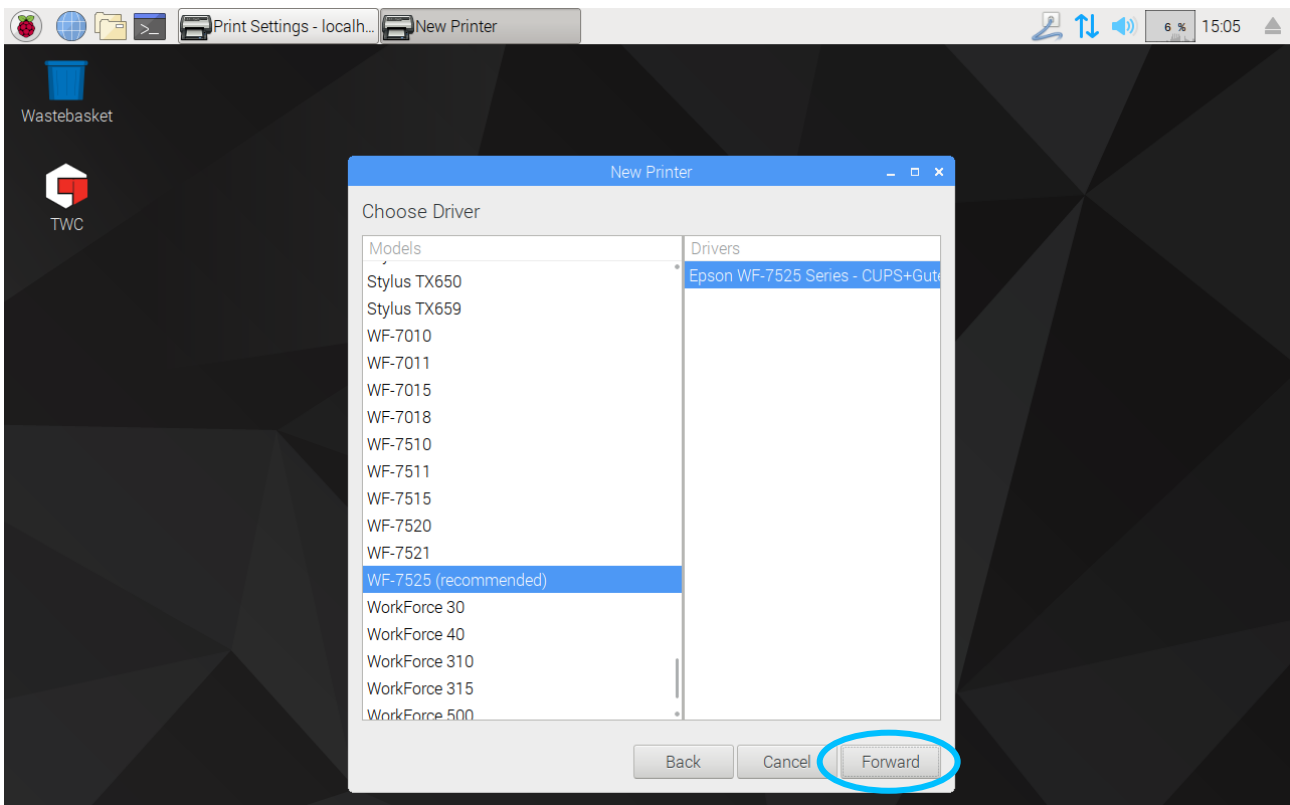 Print Settings - localh...
New Printer
6 %
15:05
Wastebasket
TWC
New Printer
Choose Driver
Models
Drivers
Stylus TX650
Stylus TX659
WF-7010
WF-7011
WF-7015
WF-7018
WF-7510
WF-7511
WF-7515
WF-7520
WF-7521
WF-7525 (recommended)
WorkForce 30
WorkForce 40
WorkForce 310
WorkForce 315
WorkForce 500
Epson WF-7525 Series - CUPS+Gute
Back
Cancel
Forward